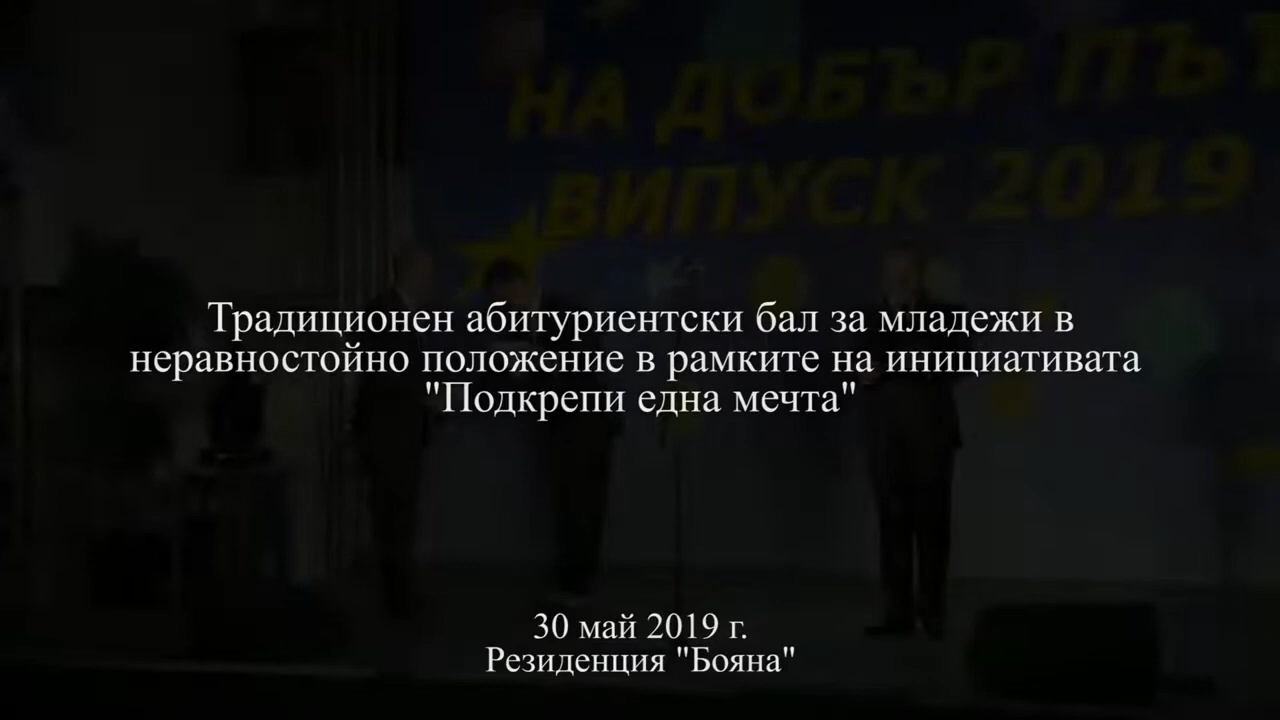 НА ДОБЪР ПЪТ
ВИПУСК 2019
Традиционен абитуриентски бал за младежи в
неравностойно положение в рамките на инициативата
"Подкрепи една мечта"
30 май 2019 г.
Резиденция "Бояна"